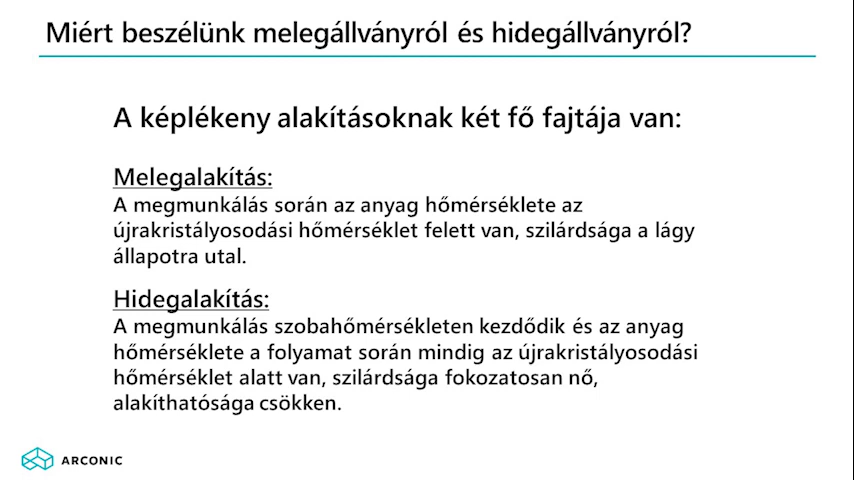 Miért beszélünk melegállványról és hidegállványról?
A képlékeny alakításoknak két fő fajtája van:
Melegalakítás:
A megmunkálás során az anyag hőmérséklete az
újrakristályosodási hőmérséklet felett van, szilárdsága a lágy
állapotra utal.
Hidegalakítás:
A megmunkálás szobahőmérsékleten kezdődik és az anyag
hőmérséklete a folyamat során mindig az újrakristályosodási
hőmérséklet alatt van, szilárdsága fokozatosan nő,
alakíthatósága csökken.
ARCONIC